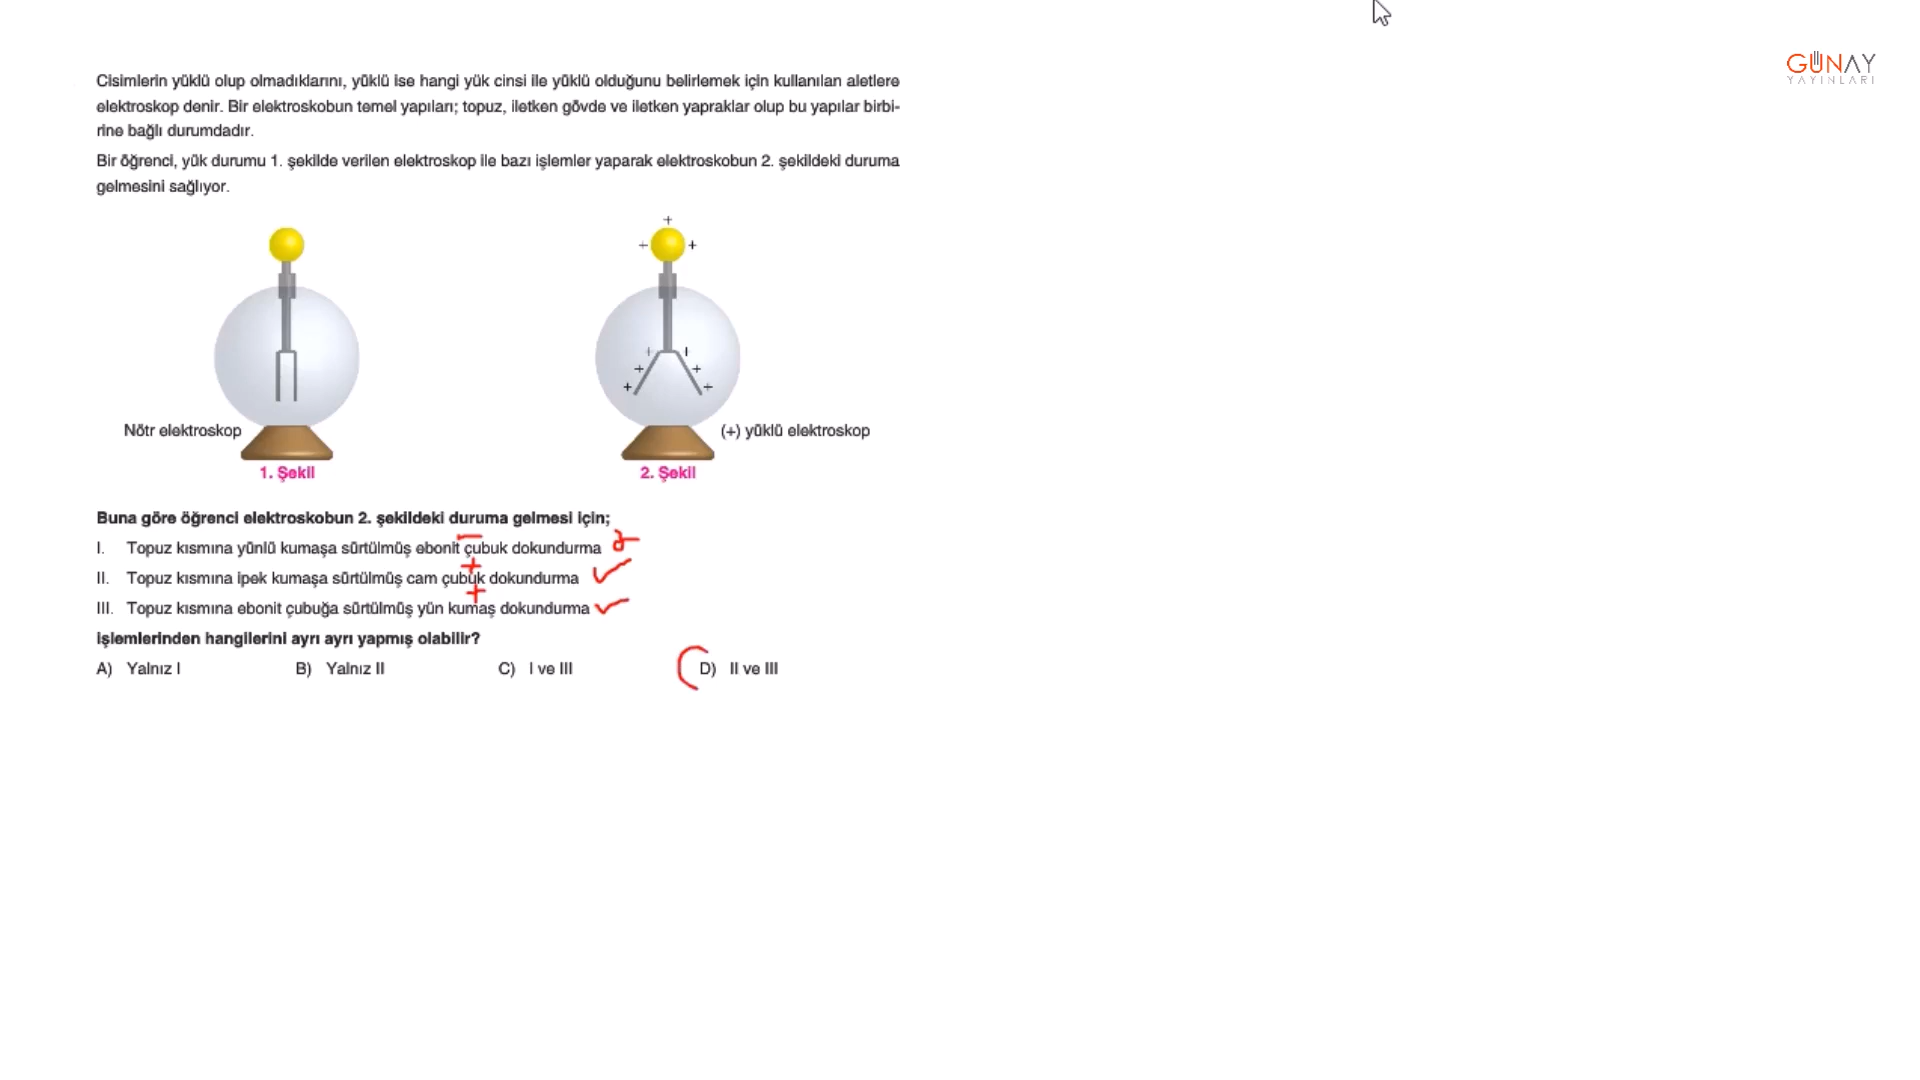 GÜNAY
YAYINLARI
Cisimlerin yüklü olup olmadıklarını, yüklü ise hangi yük cinsi ile yüklü olduğunu belirlemek için kullanılan aletlere
elektroskop denir. Bir elektroskobun temel yapıları; topuz, iletken gövde ve iletken yapraklar olup bu yapılar birbi-
rine bağlı durumdadır.
Bir öğrenci, yük durumu 1. şekilde verilen elektroskop ile bazı işlemler yaparak elektroskobun 2. şekildeki duruma
gelmesini sağlıyor.
+
+ +
+ +
+ +
+ +
Nötr elektroskop
(+) yüklü elektroskop
1. Şekil
2. Şekil
Buna göre öğrenci elektroskobun 2. şekildeki duruma gelmesi için;
–
I. Topuz kısmına yünlü kumaşa sürtülmüş ebonit çubuk dokundurma
+
II. Topuz kısmına ipek kumaşa sürtülmüş cam çubuk dokundurma ✓
+
III. Topuz kısmına ebonit çubuğa sürtülmüş yün kumaş dokundurma ✓
işlemlerinden hangilerini ayrı ayrı yapmış olabilir?
A) Yalnız I B) Yalnız II C) I ve III D) II ve III